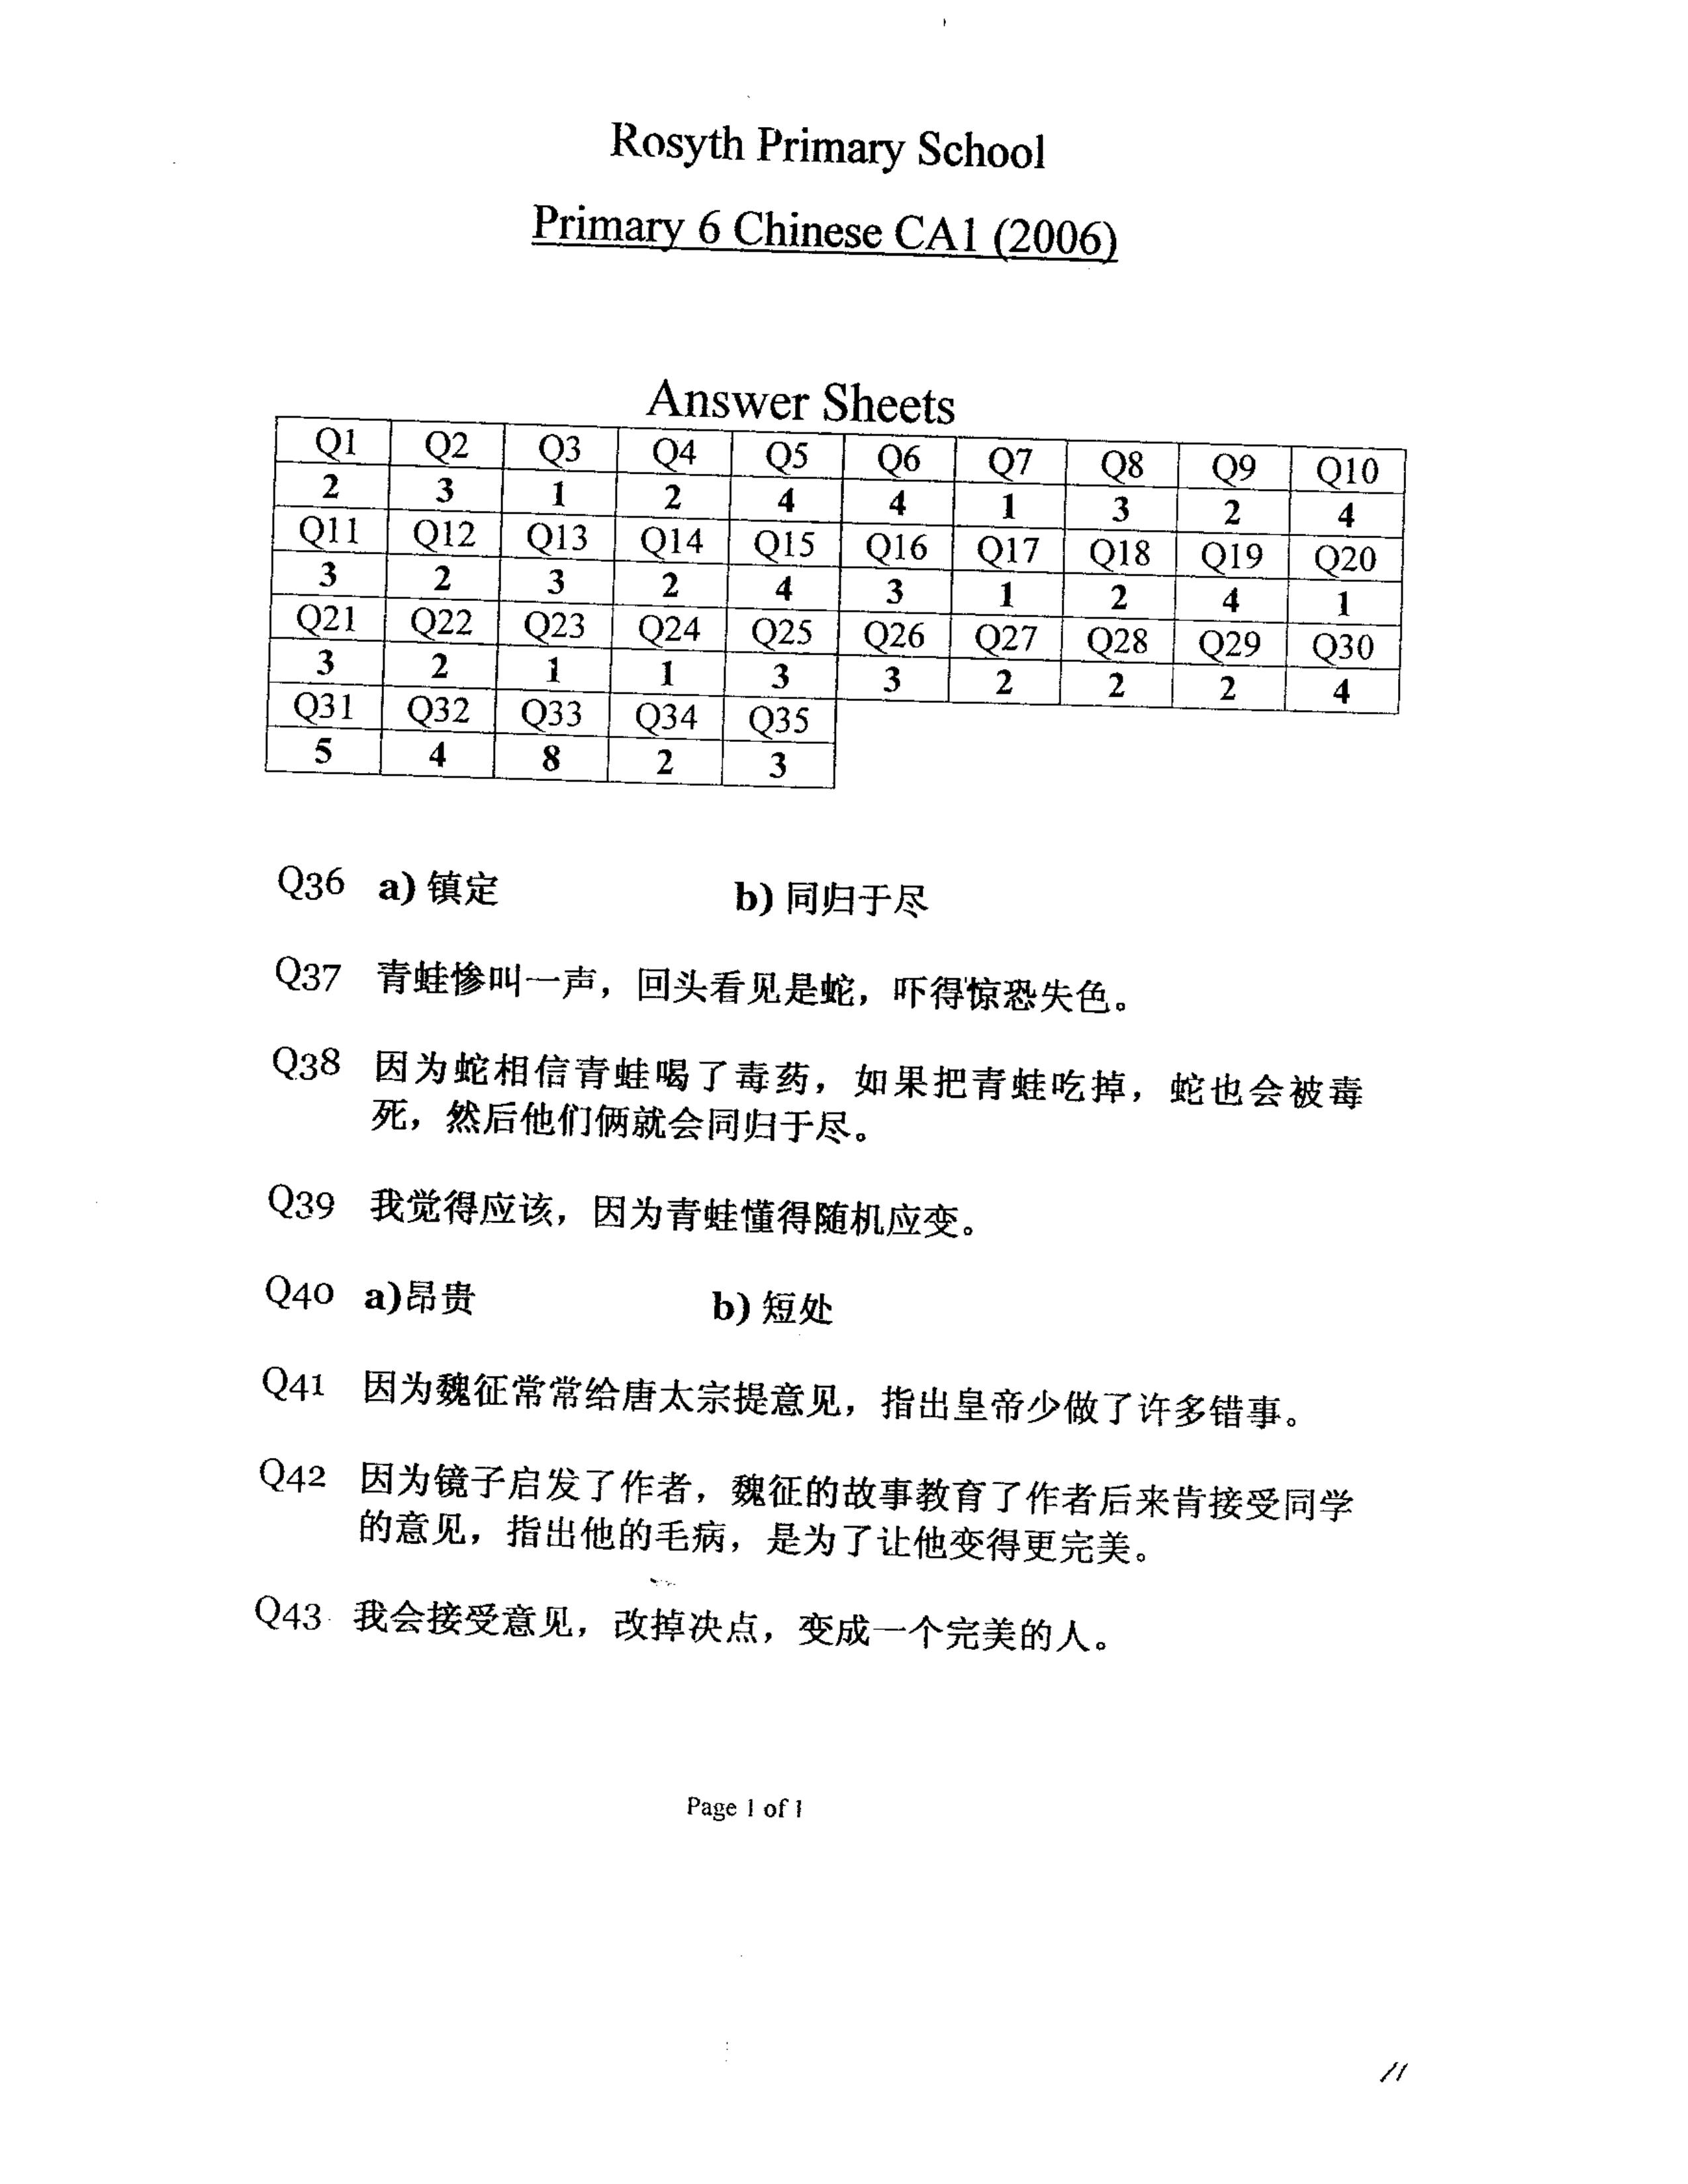 Rosyth Primary School
Primary 6 Chinese CA1 (2006)
Answer Sheets
Q1 Q2 Q3 Q4 Q5 Q6 Q7 Q8 Q9 Q10
2 3 1 2 4 4 1 3 2 4
Q11 Q12 Q13 Q14 Q15 Q16 Q17 Q18 Q19 Q20
3 2 3 2 4 3 1 2 4 1
Q21 Q22 Q23 Q24 Q25 Q26 Q27 Q28 Q29 Q30
3 2 1 1 3 3 2 2 2 4
Q31 Q32 Q33 Q34 Q35
5 4 8 2 3
Q36 a) 镇定 b) 同归于尽
Q37 青蛙惨叫一声，回头看见是蛇，吓得惊恐失色。
Q38 因为蛇相信青蛙喝了毒药，如果把青蛙吃掉，蛇也会被毒
死，然后他们俩就会同归于尽。
Q39 我觉得应该，因为青蛙懂得随机应变。
Q40 a)昂贵 b) 短处
Q41 因为魏征常常给唐太宗提意见，指出皇帝少做了许多错事。
Q42 因为镜子启发了作者，魏征的故事教育了作者后来肯接受同学
的意见，指出他的毛病，是为了让他变得更完美。
Q43 我会接受意见，改掉决点，变成一个完美的人。
Page 1 of 1
11